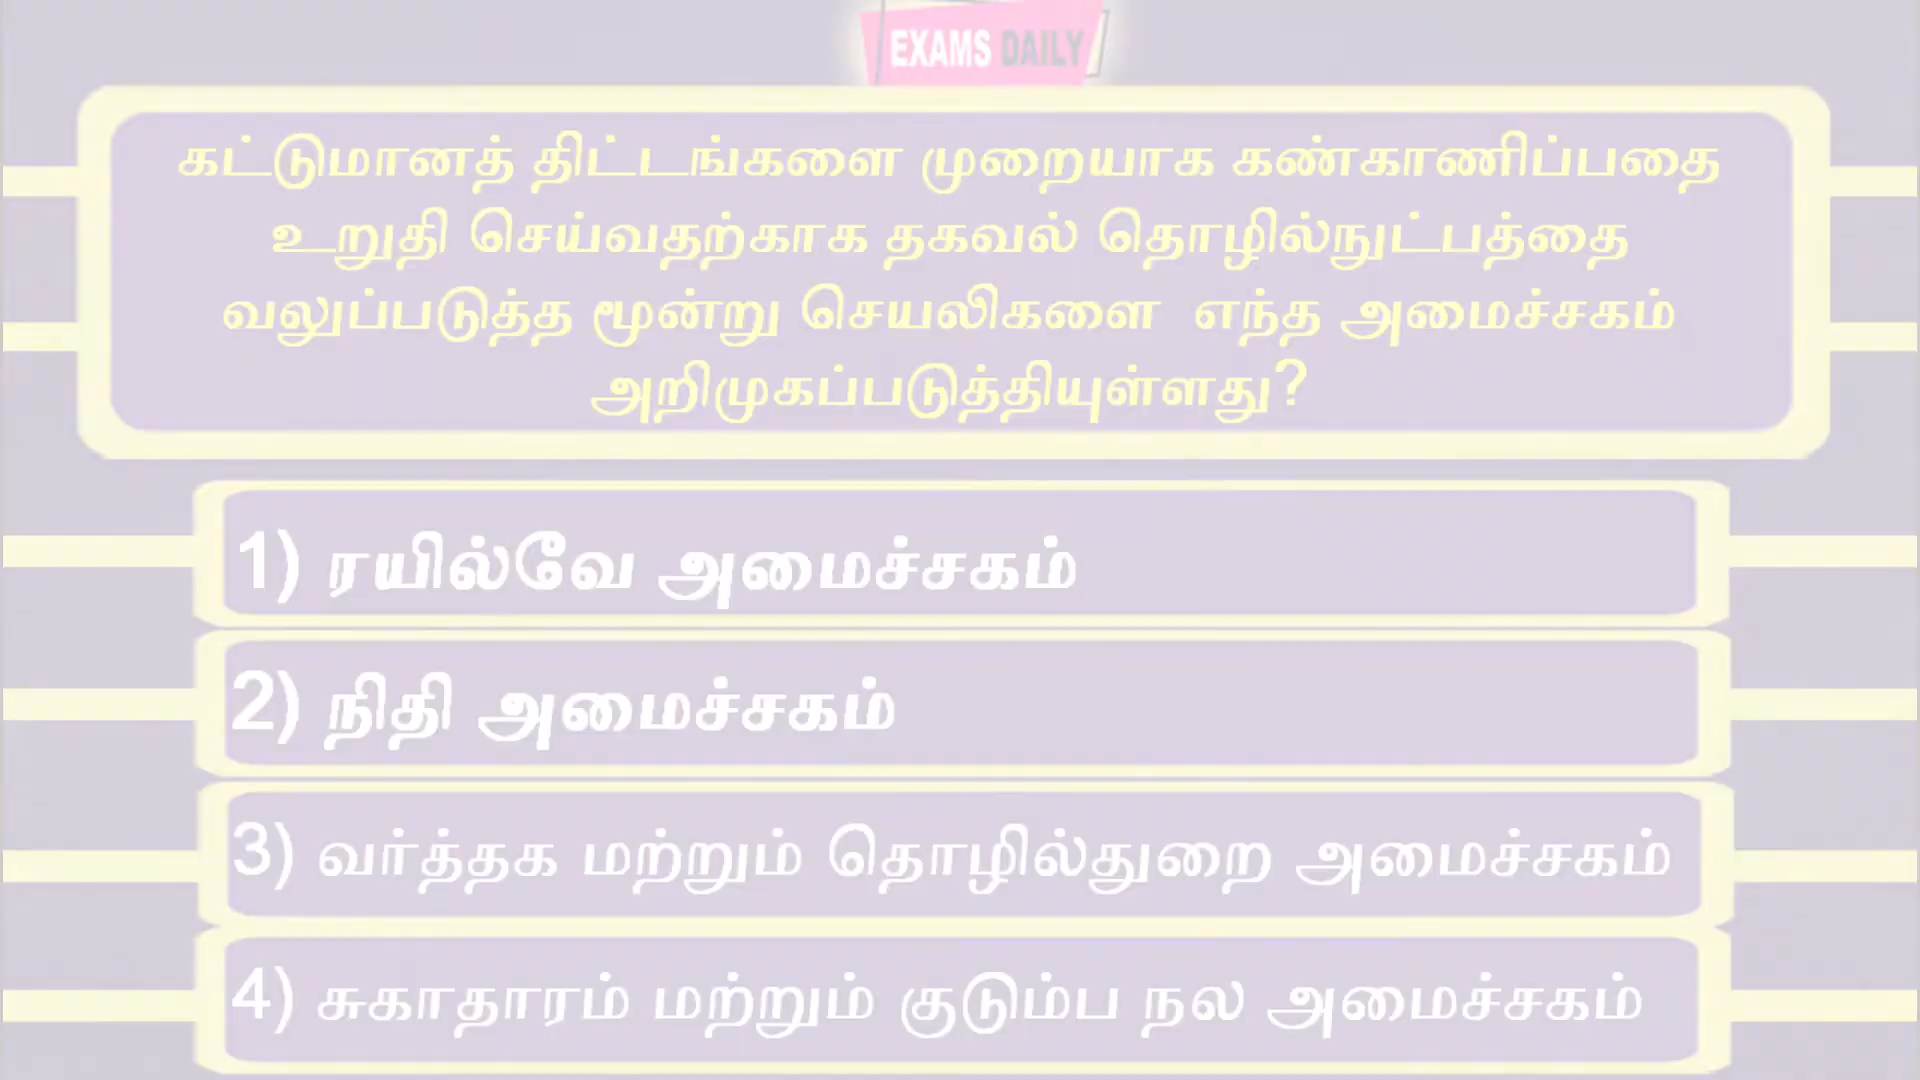 EXAMS DAILY
கட்டுமானத் திட்டங்களை முறையாக கண்காணிப்பதை
உறுதி செய்வதற்காக தகவல் தொழில்நுட்பத்தை
வலுப்படுத்த மூன்று செயலிகளை எந்த அமைச்சகம்
அறிமுகப்படுத்தியுள்ளது?
1) ரயில்வே அமைச்சகம்
2) நிதி அமைச்சகம்
3) வர்த்தக மற்றும் தொழில்துறை அமைச்சகம்
4) சுகாதாரம் மற்றும் குடும்ப நல அமைச்சகம்